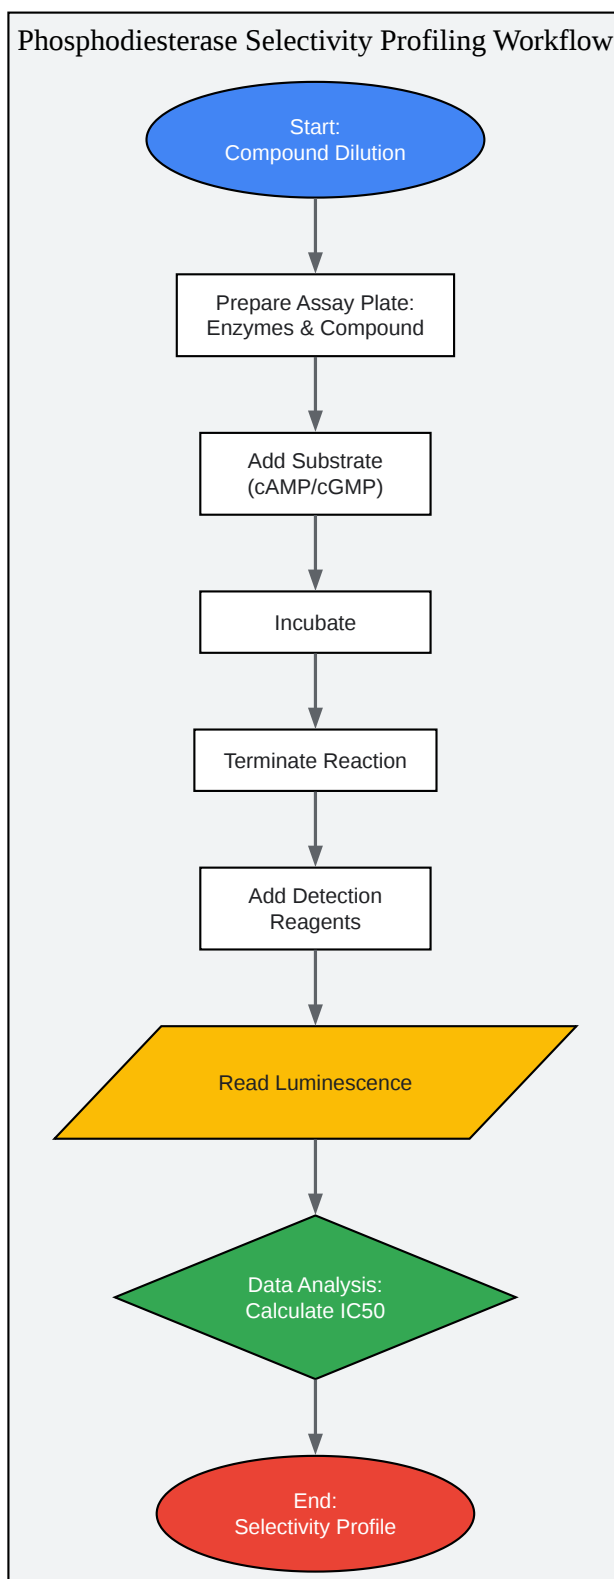 Phosphodiesterase Selectivity Profiling Workflow
Start:
Compound Dilution
Prepare Assay Plate:
Enzymes & Compound
Add Substrate
(cAMP/cGMP)
Incubate
Terminate Reaction
Add Detection
Reagents
Read Luminescence
Data Analysis:
Calculate IC50
End:
Selectivity Profile